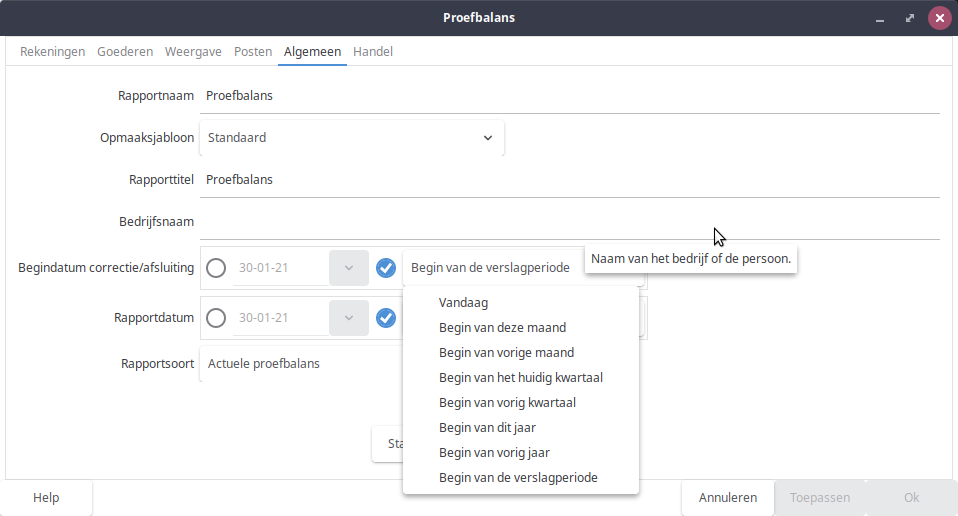 Proefbalans
Rekeningen Goederen Weergave Posten Algemeen Handel
Rapportnaam Proefbalans
Opmaaksjabloon Standaard
Rapporttitel Proefbalans
Bedrijfsnaam
Naam van het bedrijf of de persoon.
Begindatum correctie/afsluiting 30-01-21 Begin van de verslagperiode
Vandaag
Begin van deze maand
Begin van vorige maand
Begin van het huidig kwartaal
Begin van vorig kwartaal
Begin van dit jaar
Begin van vorig jaar
Begin van de verslagperiode
Rapportdatum 30-01-21
Rapportsoort Actuele proefbalans
Help Annuleren Toepassen Ok